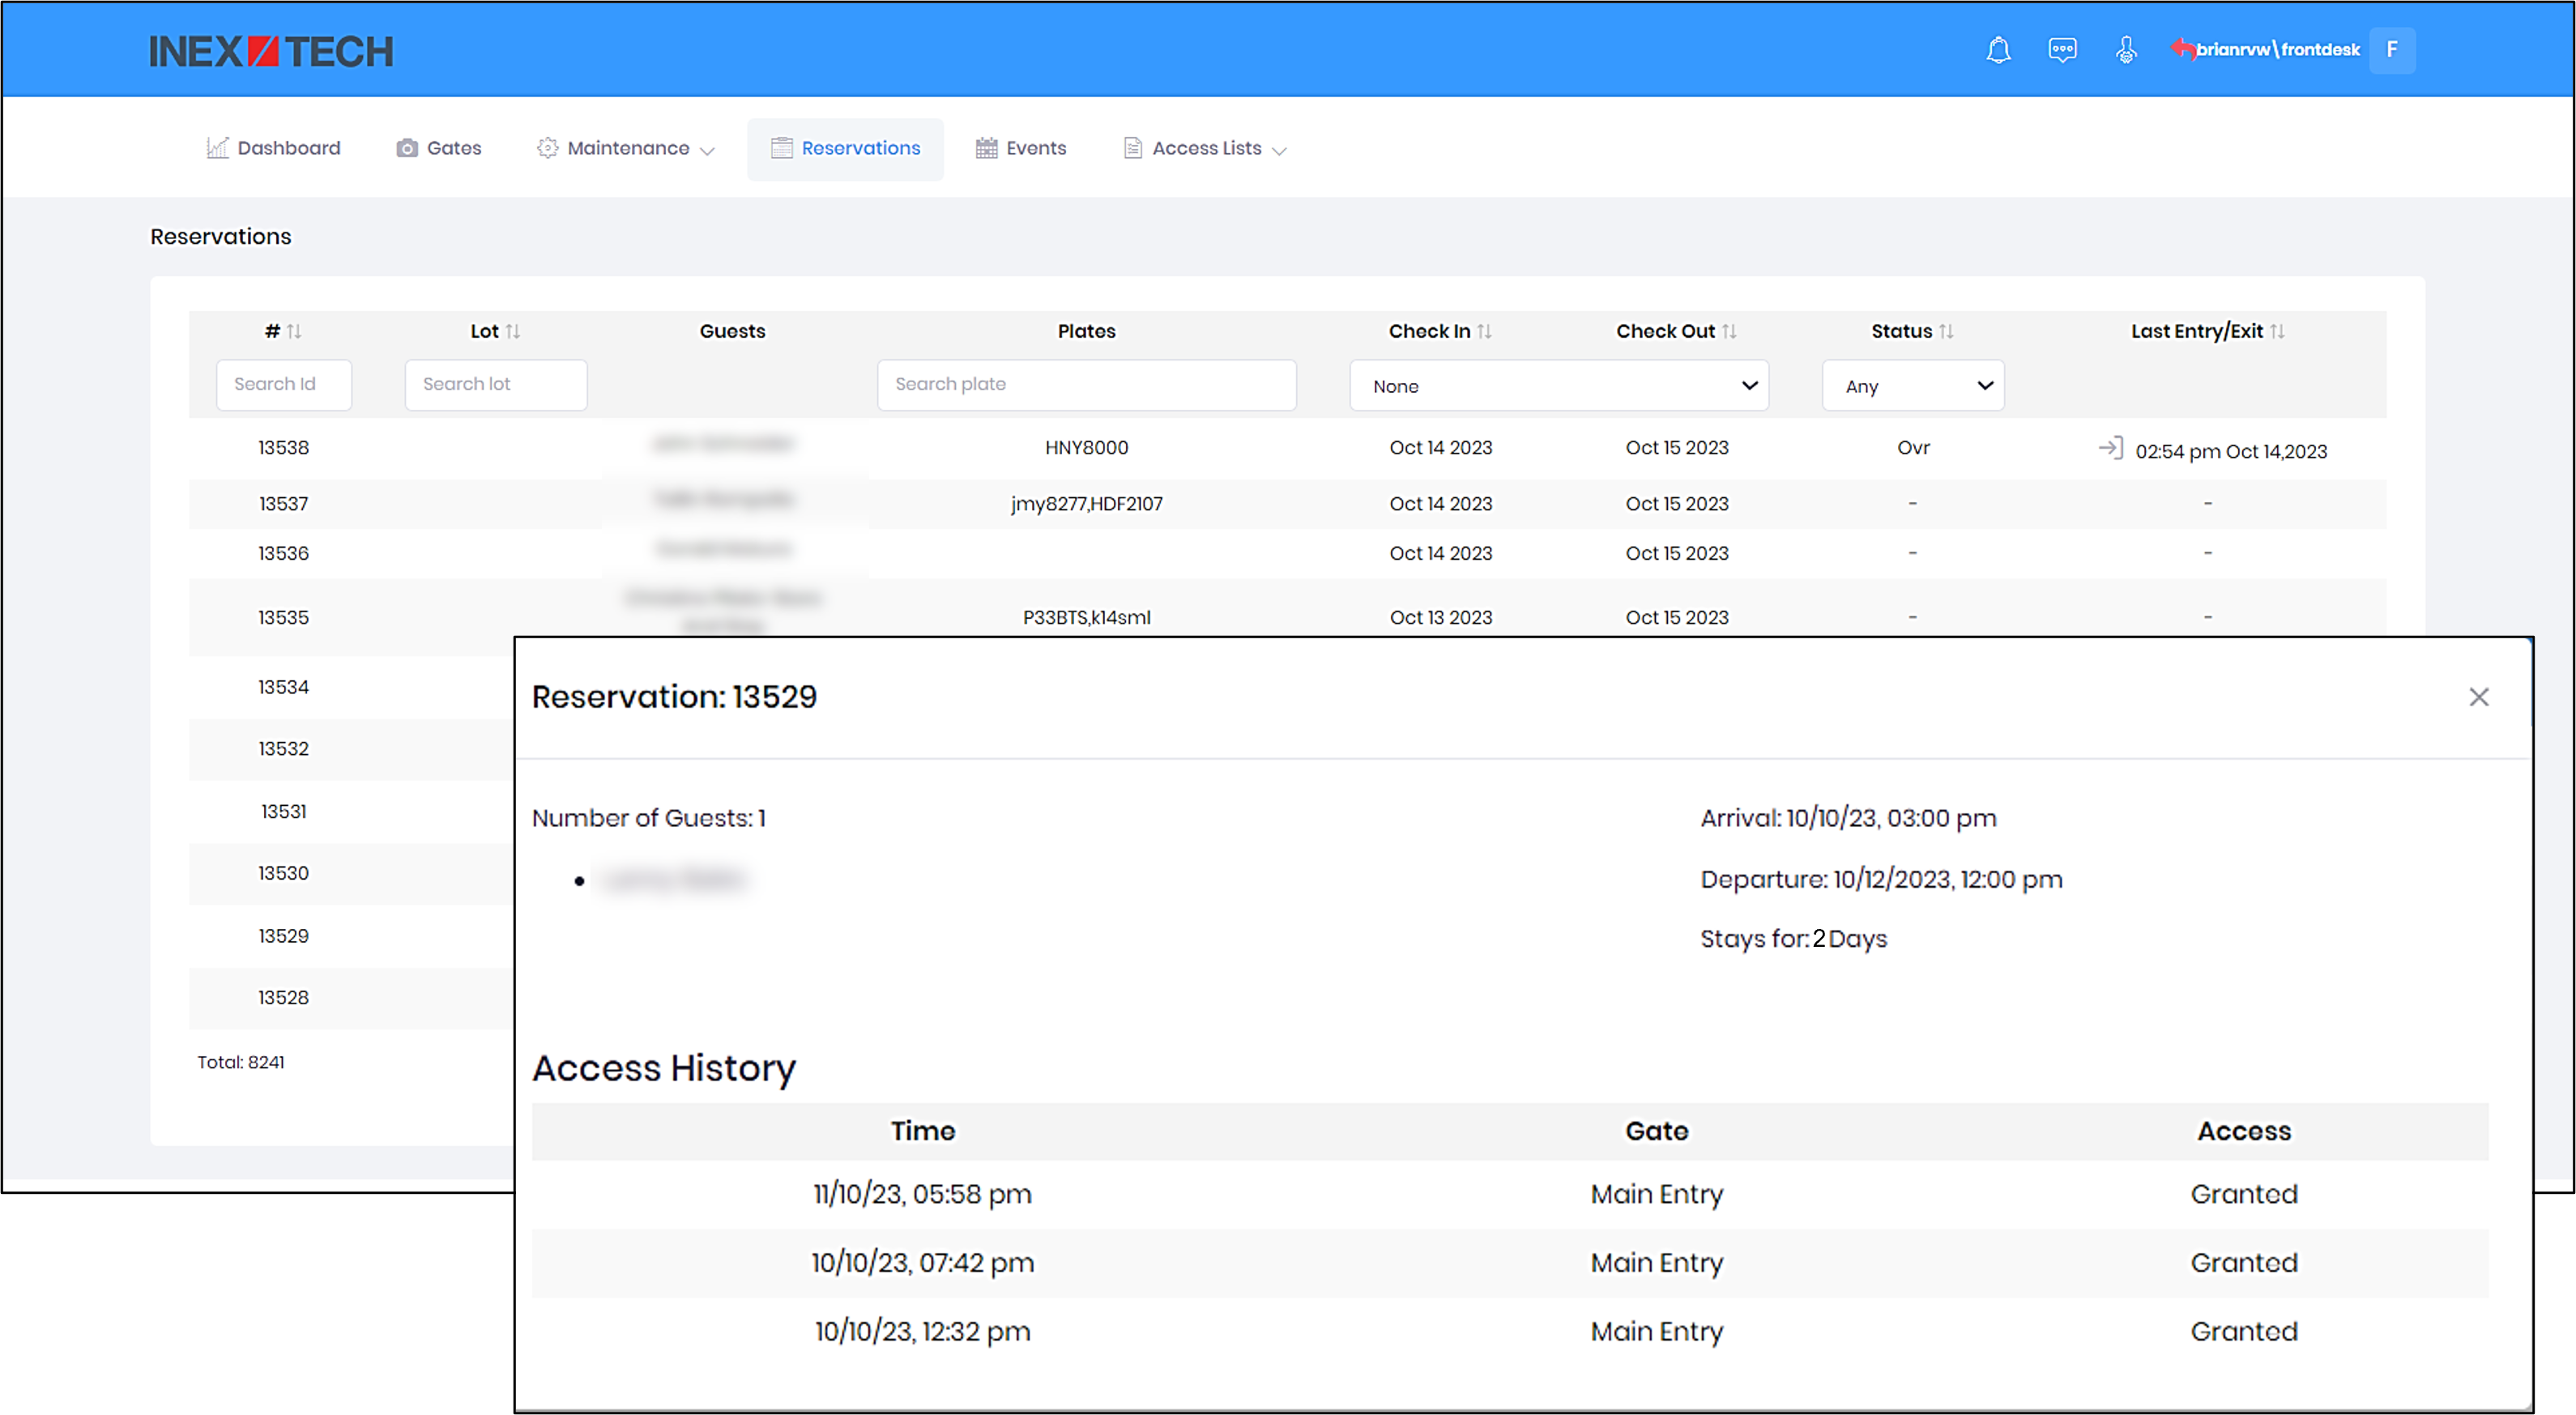 INEX TECH
brianrvw\frontdesk F
Dashboard Gates Maintenance Reservations Events Access Lists
Reservations
# Lot Guests Plates Check In Check Out Status Last Entry/Exit
Search Id Search lot Search plate None Any
13538 HNY8000 Oct 14 2023 Oct 15 2023 Ovr 02:54 pm Oct 14,2023
13537 jmy8277,HDF2107 Oct 14 2023 Oct 15 2023 - -
13536 Oct 14 2023 Oct 15 2023 - -
13535 P33BTS,k14sml Oct 13 2023 Oct 15 2023 - -
13534
13532
13531
13530
13529
13528
Total: 8241
Reservation: 13529
Number of Guests: 1
Arrival: 10/10/23, 03:00 pm
Departure: 10/12/2023, 12:00 pm
Stays for: 2 Days
Access History
Time Gate Access
11/10/23, 05:58 pm Main Entry Granted
10/10/23, 07:42 pm Main Entry Granted
10/10/23, 12:32 pm Main Entry Granted